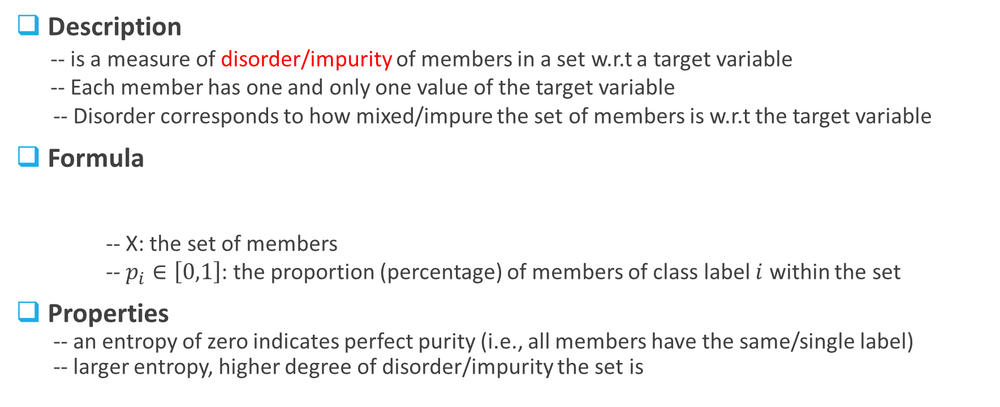 Description
-- is a measure of disorder/impurity of members in a set w.r.t a target variable
-- Each member has one and only one value of the target variable
-- Disorder corresponds to how mixed/impure the set of members is w.r.t the target variable
Formula
-- X: the set of members
-- pᵢ ∈ [0,1]: the proportion (percentage) of members of class label i within the set
Properties
-- an entropy of zero indicates perfect purity (i.e., all members have the same/single label)
-- larger entropy, higher degree of disorder/impurity the set is